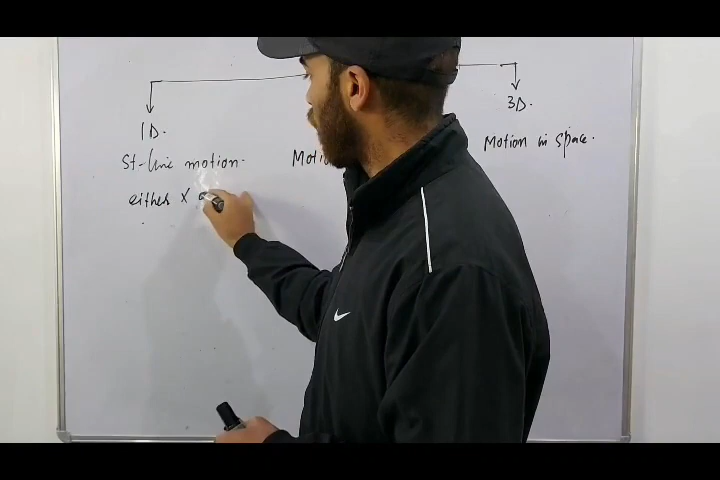 1D.
St-line motion.
either x
Motio
3D.
Motion in space.